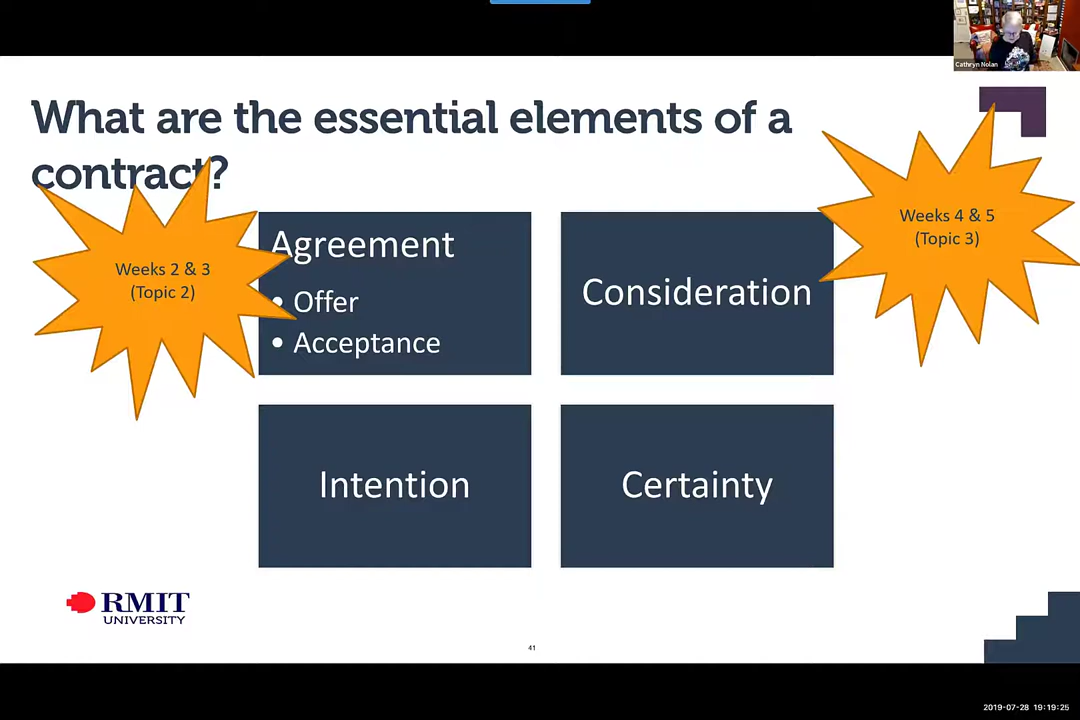 Cathryn Nolan
What are the essential elements of a
contract?
Weeks 2 & 3
(Topic 2)
Agreement
• Offer
• Acceptance
Consideration
Weeks 4 & 5
(Topic 3)
Intention
Certainty
RMIT
UNIVERSITY
41
2019-07-28 19:19:25